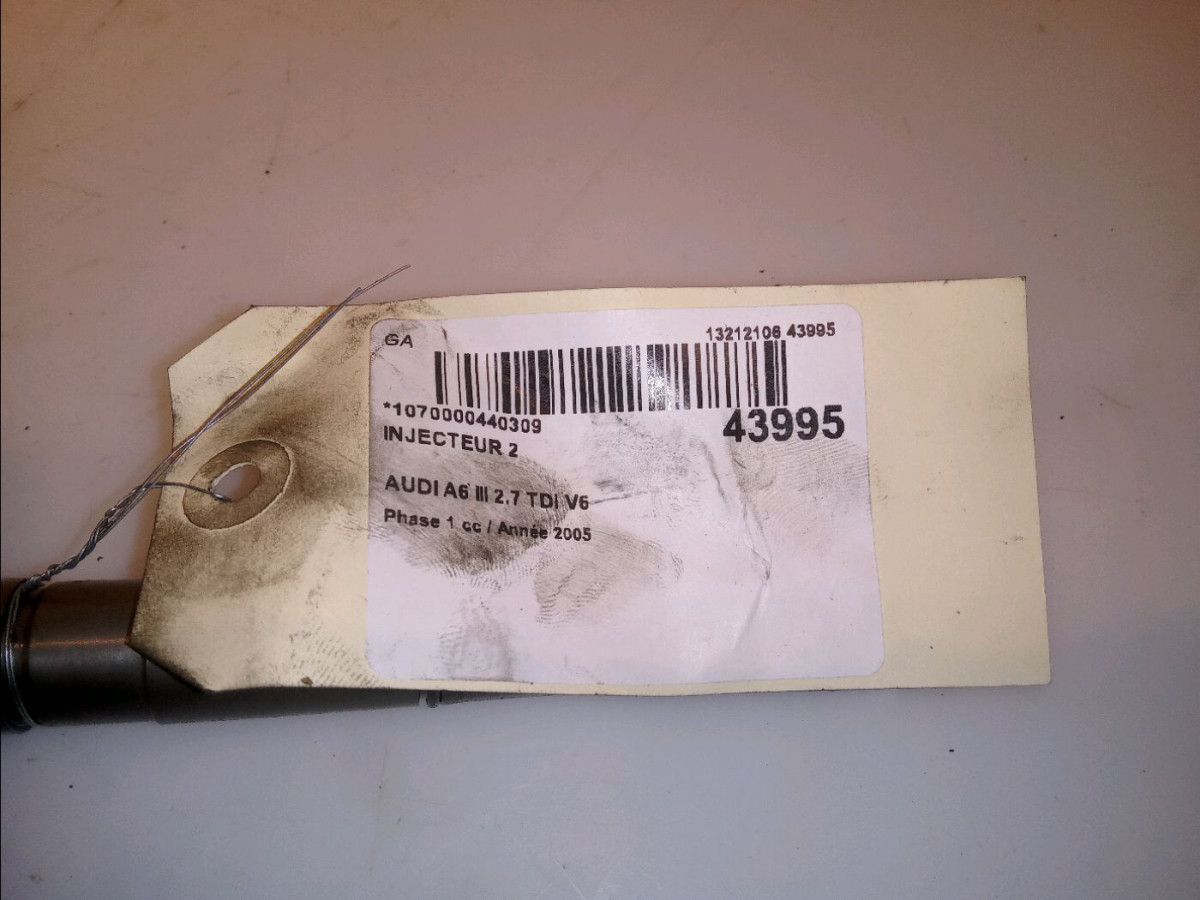 GA 13212106 43995
*1070000440309
43995
INJECTEUR 2
AUDI A6 III 2.7 TDI V6
Phase 1 cc / Année 2005